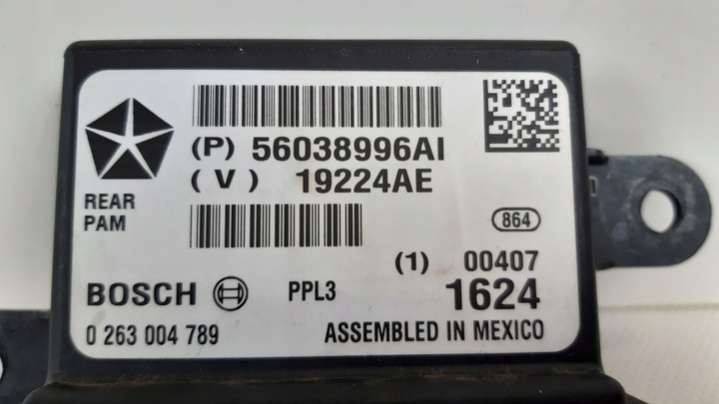 (P) 56038996AI
(V) 19224AE
REAR
PAM
864
(1) 00407
BOSCH PPL3 1624
0 263 004 789 ASSEMBLED IN MEXICO